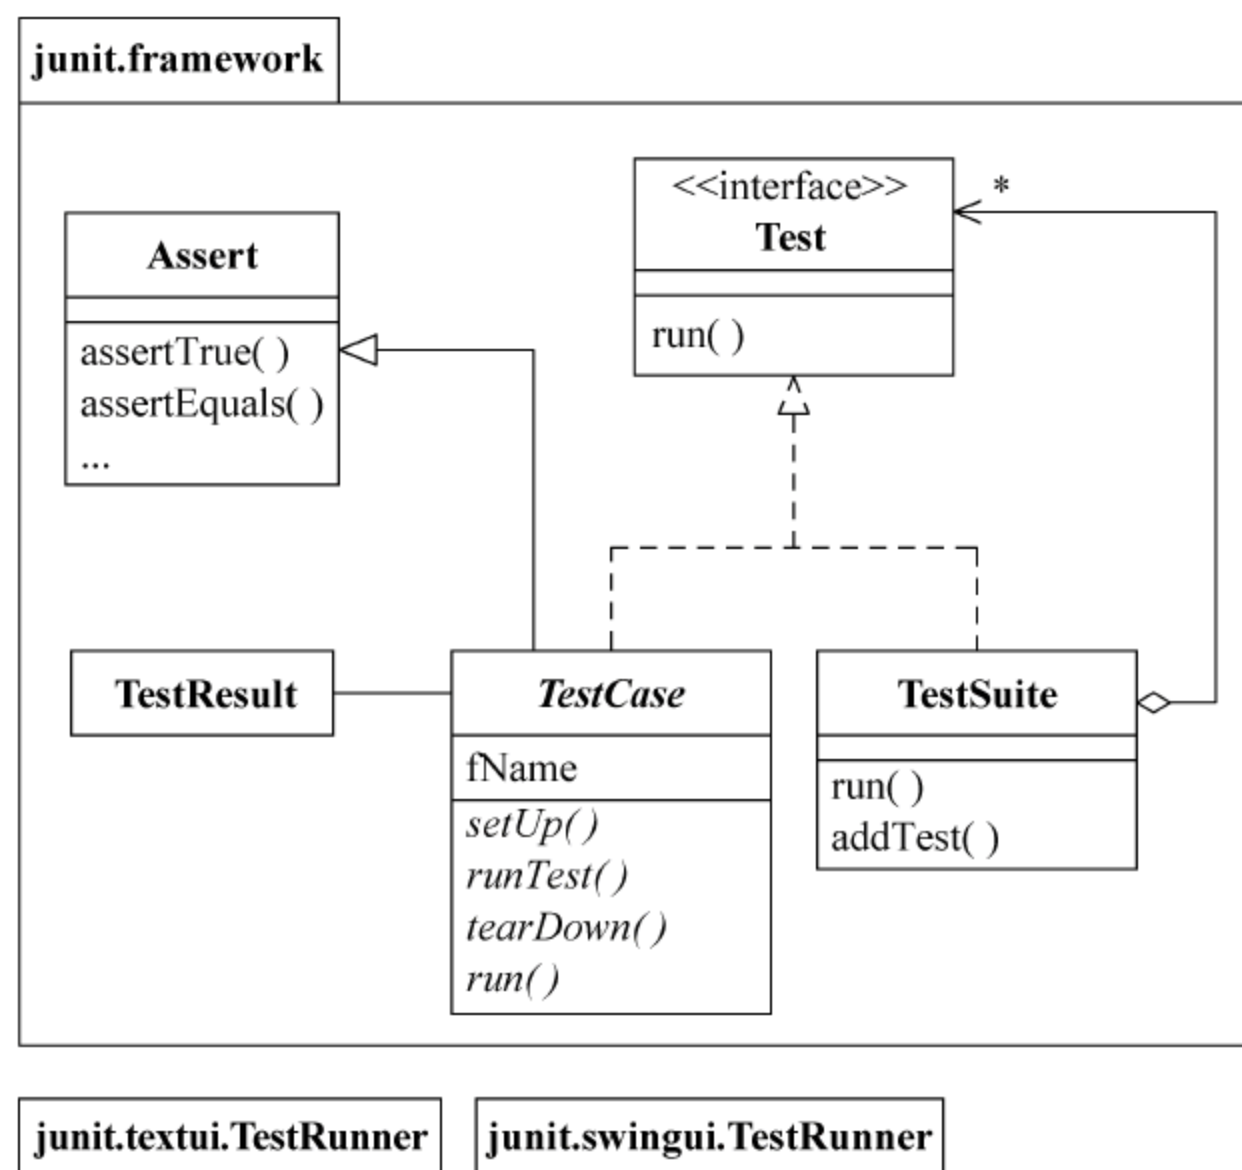 junit.framework
<<interface>>
*
Test
Assert
run( )
assertTrue( )
assertEquals( )
...
TestResult
TestCase
TestSuite
fName
run( )
setUp( )
addTest( )
runTest( )
tearDown( )
run( )
junit.textui.TestRunner
junit.swingui.TestRunner